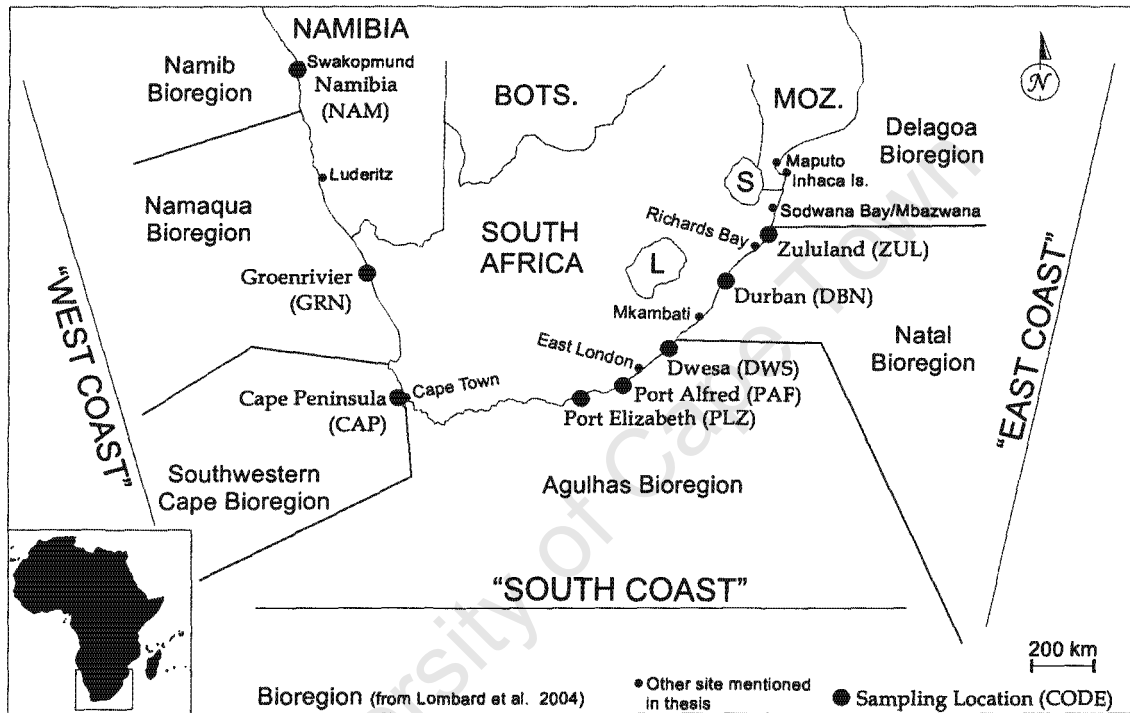 NAMIBIA
Swakopmund
Namibia
(NAM)
Namib
Bioregion
BOTS.
MOZ.
N
Delagoa
Bioregion
Maputo
Inhaca Is.
S
Sodwana Bay/Mbazwana
Luderitz
Namaqua
Bioregion
Richards Bay
Zululand (ZUL)
SOUTH
AFRICA
L
Groenrivier
(GRN)
Durban (DBN)
Mkambati
Natal
Bioregion
"WEST COAST"
"EAST COAST"
East London
Dwesa (DWS)
Port Alfred (PAF)
Port Elizabeth (PLZ)
Cape Peninsula
(CAP)
Cape Town
Southwestern
Cape Bioregion
Agulhas Bioregion
"SOUTH COAST"
200 km
Bioregion (from Lombard et al. 2004)
Other site mentioned
in thesis
Sampling Location (CODE)
University of Cape Town